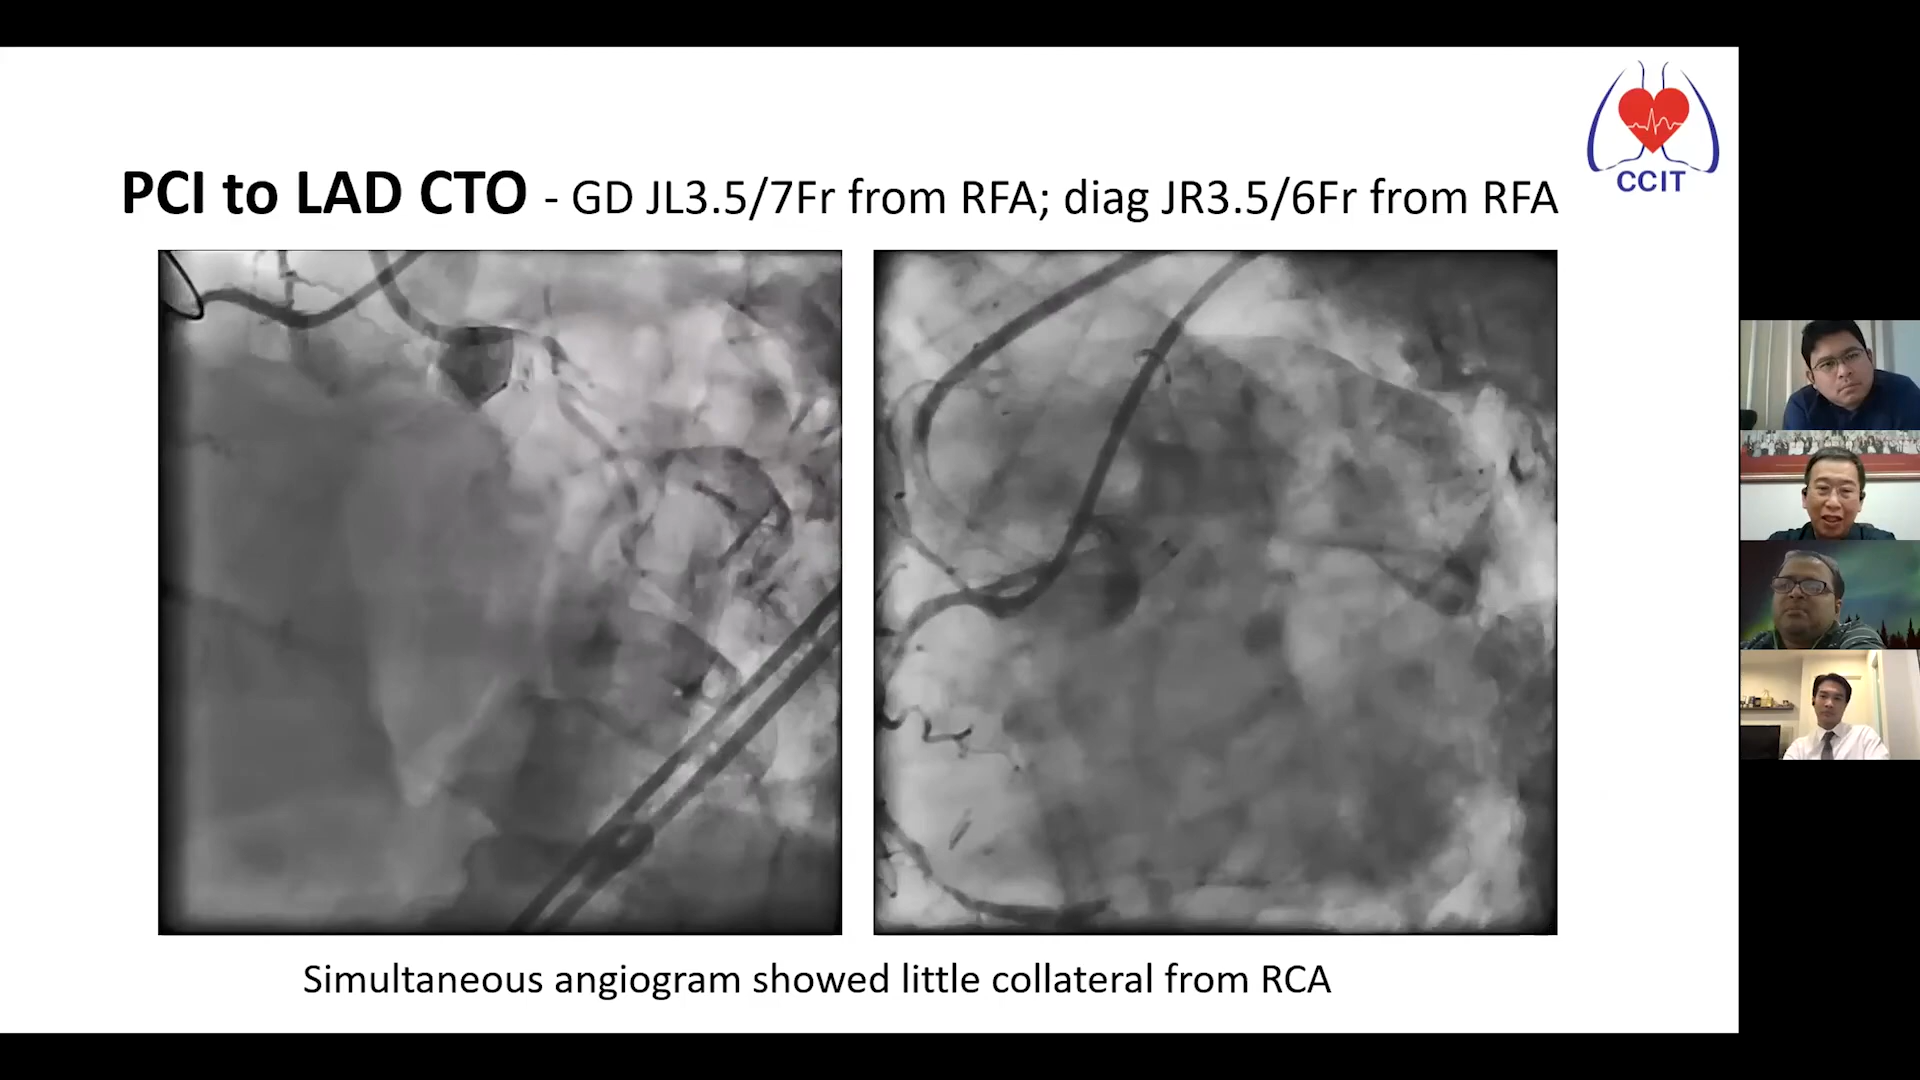 CCIT
PCI to LAD CTO - GD JL3.5/7Fr from RFA; diag JR3.5/6Fr from RFA
Simultaneous angiogram showed little collateral from RCA